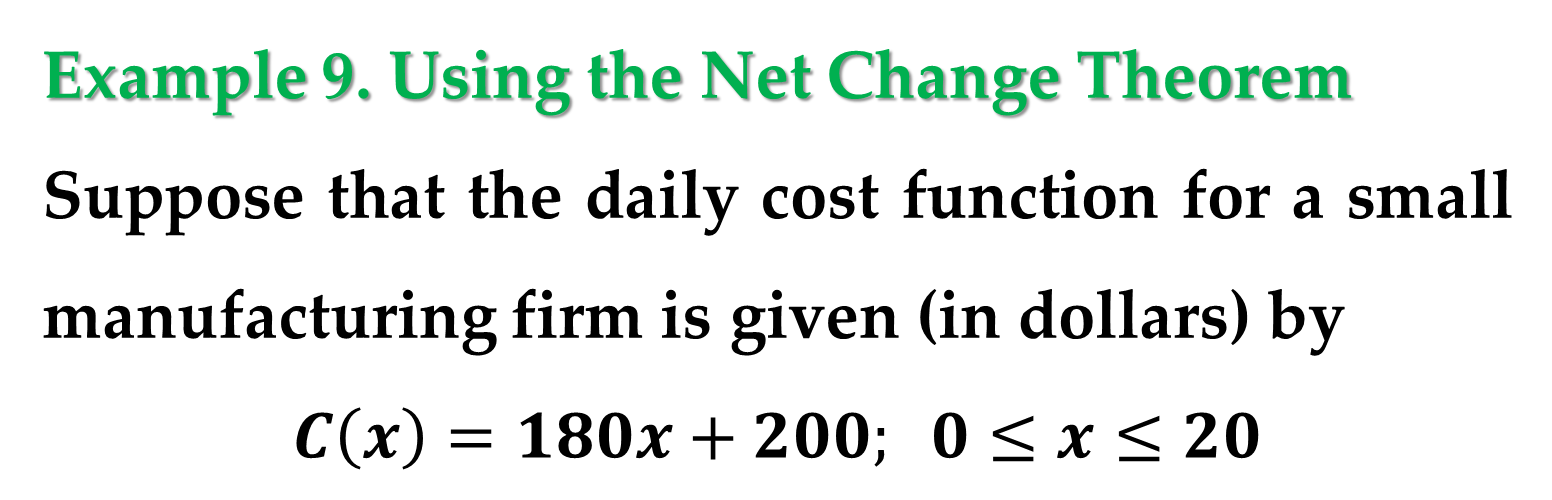 Example 9. Using the Net Change Theorem
Suppose that the daily cost function for a small
manufacturing firm is given (in dollars) by
C(x) = 180x + 200; 0 ≤ x ≤ 20